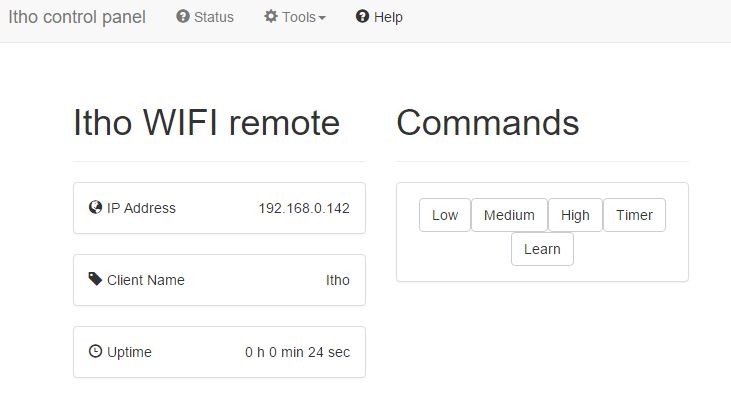 Itho control panel Status Tools Help
Itho WIFI remote
Commands
IP Address 192.168.0.142
Client Name Itho
Uptime 0 h 0 min 24 sec
Low Medium High Timer
Learn